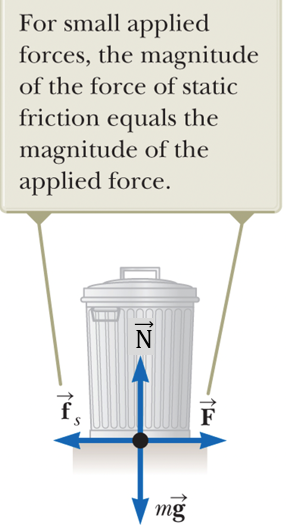 For small applied
forces, the magnitude
of the force of static
friction equals the
magnitude of the
applied force.
N⃗
f⃗ₛ
F⃗
mg⃗